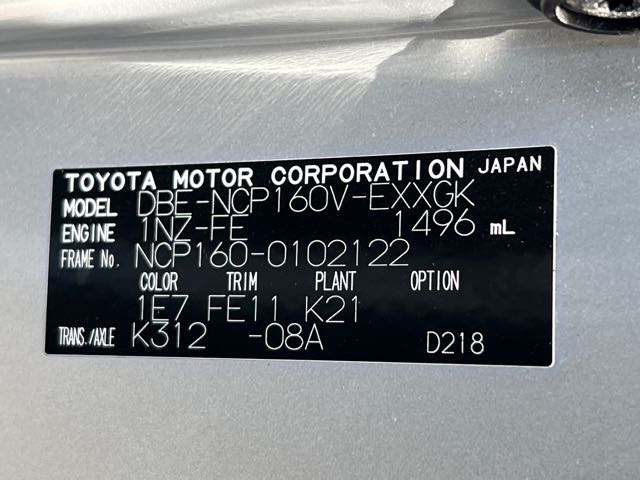 TOYOTA MOTOR CORPORATION JAPAN
MODEL DBE-NCP160V-EXXGK
ENGINE 1NZ-FE 1496 mL
FRAME No. NCP160-0102122
COLOR TRIM PLANT OPTION
1E7 FE11 K21
TRANS./AXLE K312 -08A D218